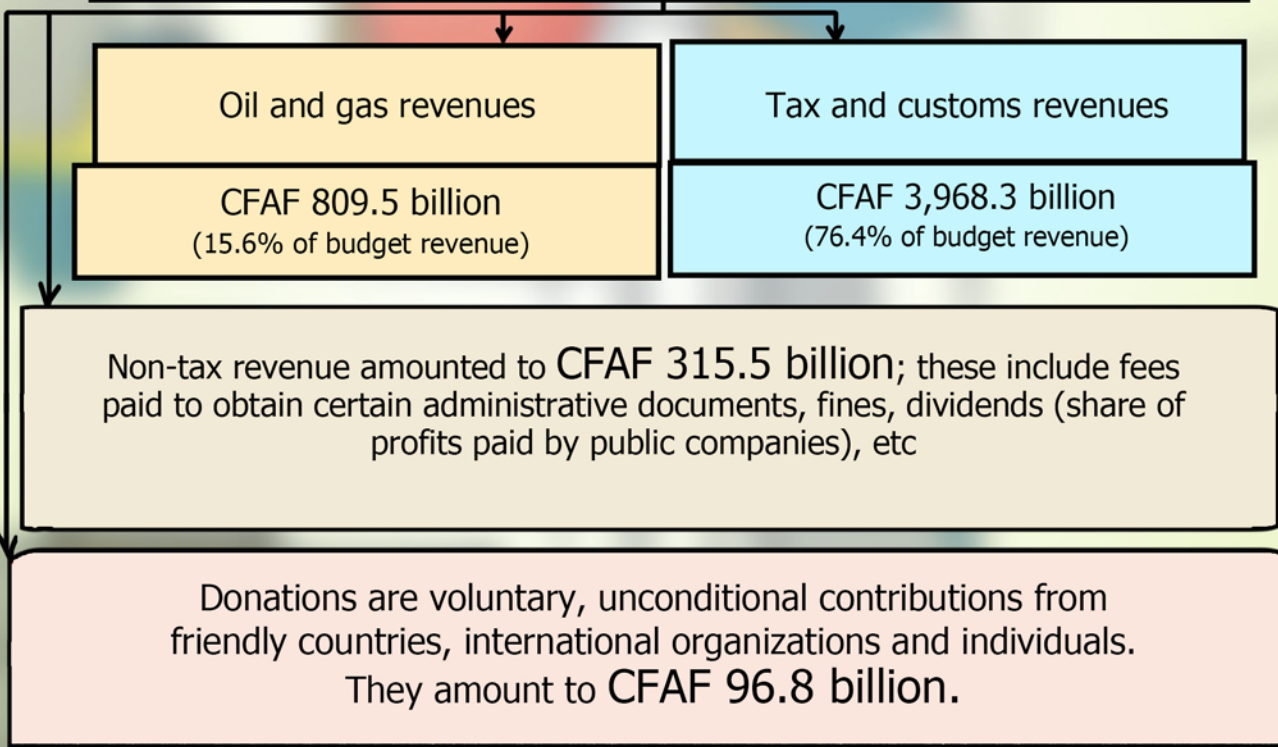 Oil and gas revenues
Tax and customs revenues
CFAF 809.5 billion
(15.6% of budget revenue)
CFAF 3,968.3 billion
(76.4% of budget revenue)
Non-tax revenue amounted to CFAF 315.5 billion; these include fees
paid to obtain certain administrative documents, fines, dividends (share of
profits paid by public companies), etc
Donations are voluntary, unconditional contributions from
friendly countries, international organizations and individuals.
They amount to CFAF 96.8 billion.